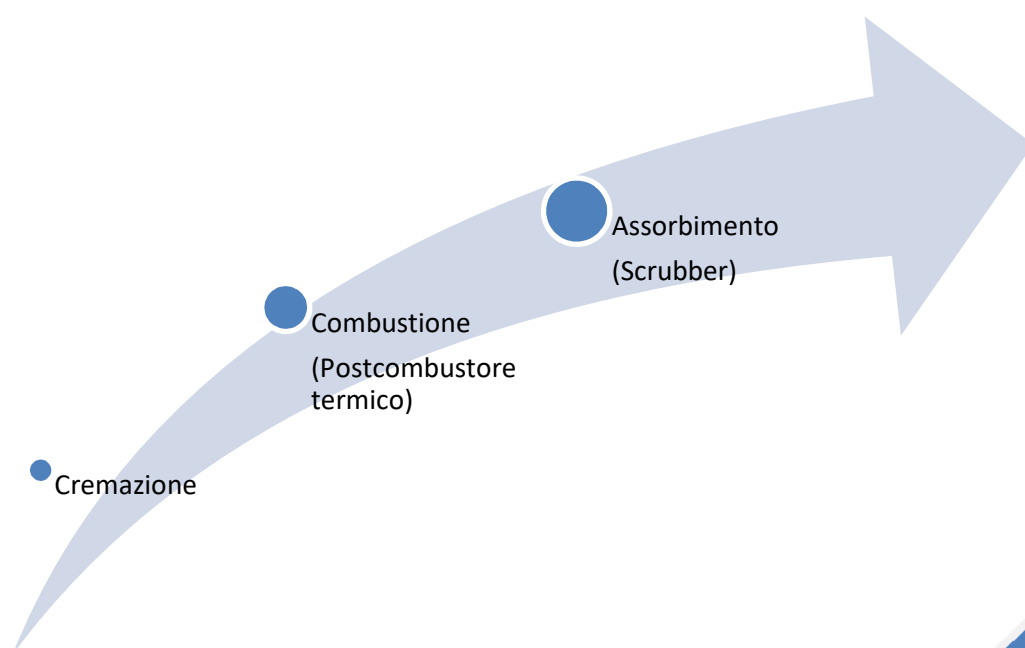 Assorbimento
(Scrubber)
Combustione
(Postcombustore
termico)
Cremazione